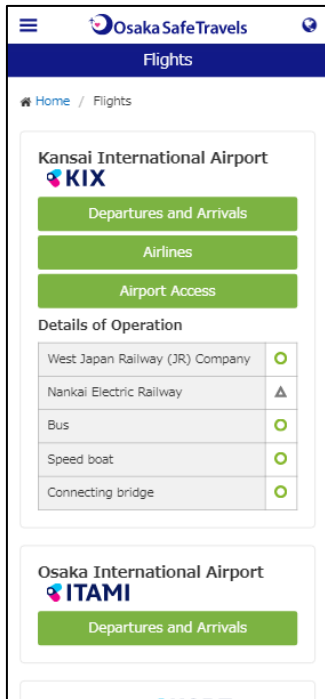 Osaka Safe Travels
Flights
Home / Flights
Kansai International Airport
KIX
Departures and Arrivals
Airlines
Airport Access
Details of Operation
West Japan Railway (JR) Company
Nankai Electric Railway
Bus
Speed boat
Connecting bridge
Osaka International Airport
ITAMI
Departures and Arrivals